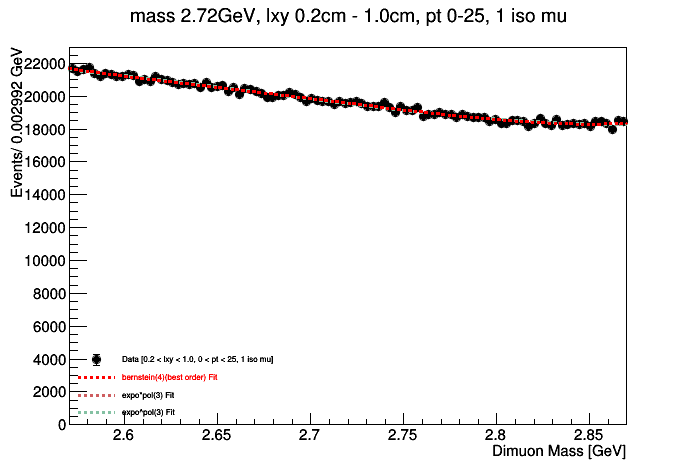 mass 2.72GeV, lxy 0.2cm - 1.0cm, pt 0-25, 1 iso mu
Events/ 0.002992 GeV
22000
20000
18000
16000
14000
12000
10000
8000
6000
4000
2000
0
Data [0.2 < lxy < 1.0, 0 < pt < 25, 1 iso mu]
bernstein(4)(best order) Fit
expo*pol(3) Fit
expo^pol(3) Fit
2.6
2.65
2.7
2.75
2.8
2.85
Dimuon Mass [GeV]